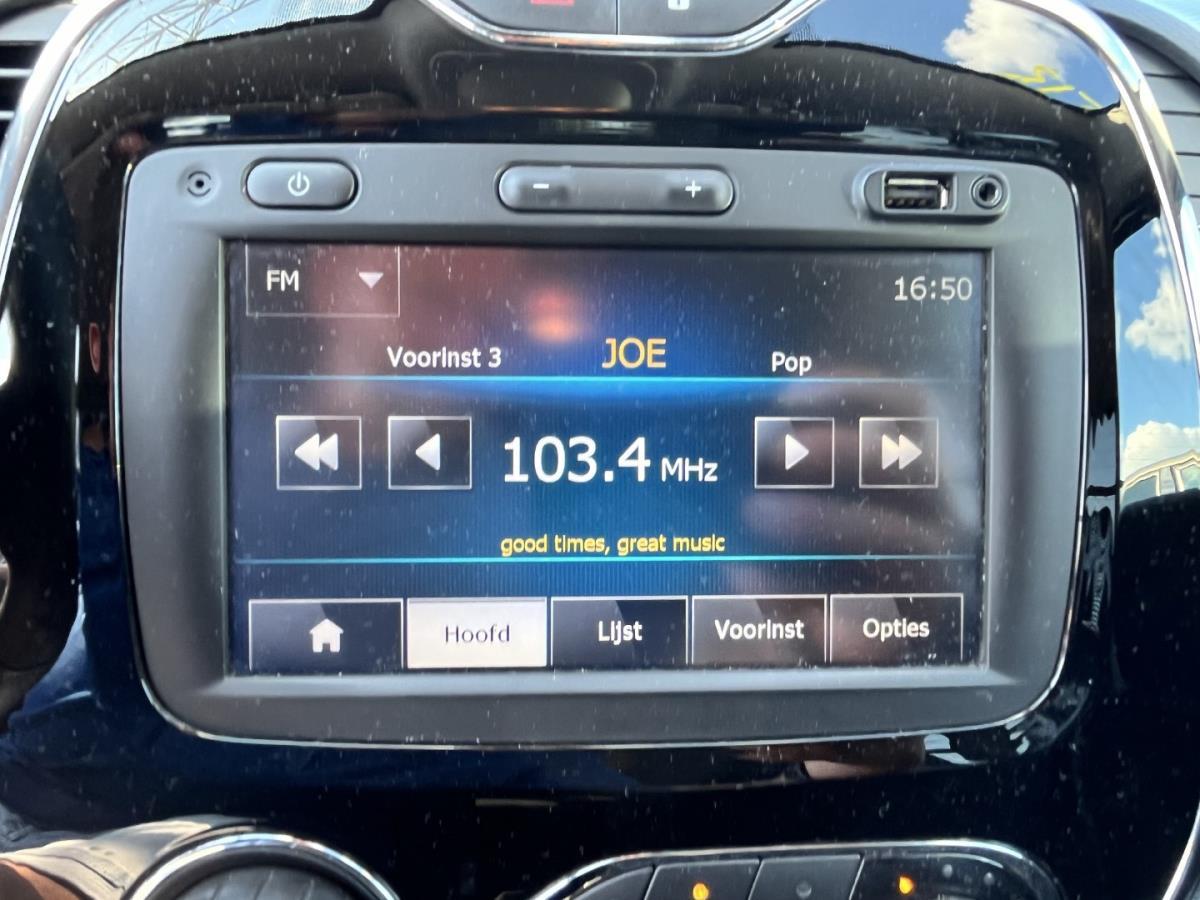 FM
16:50
Voorinst 3 JOE Pop
103.4 MHz
good times, great music
Hoofd Lijst Voorinst Opties